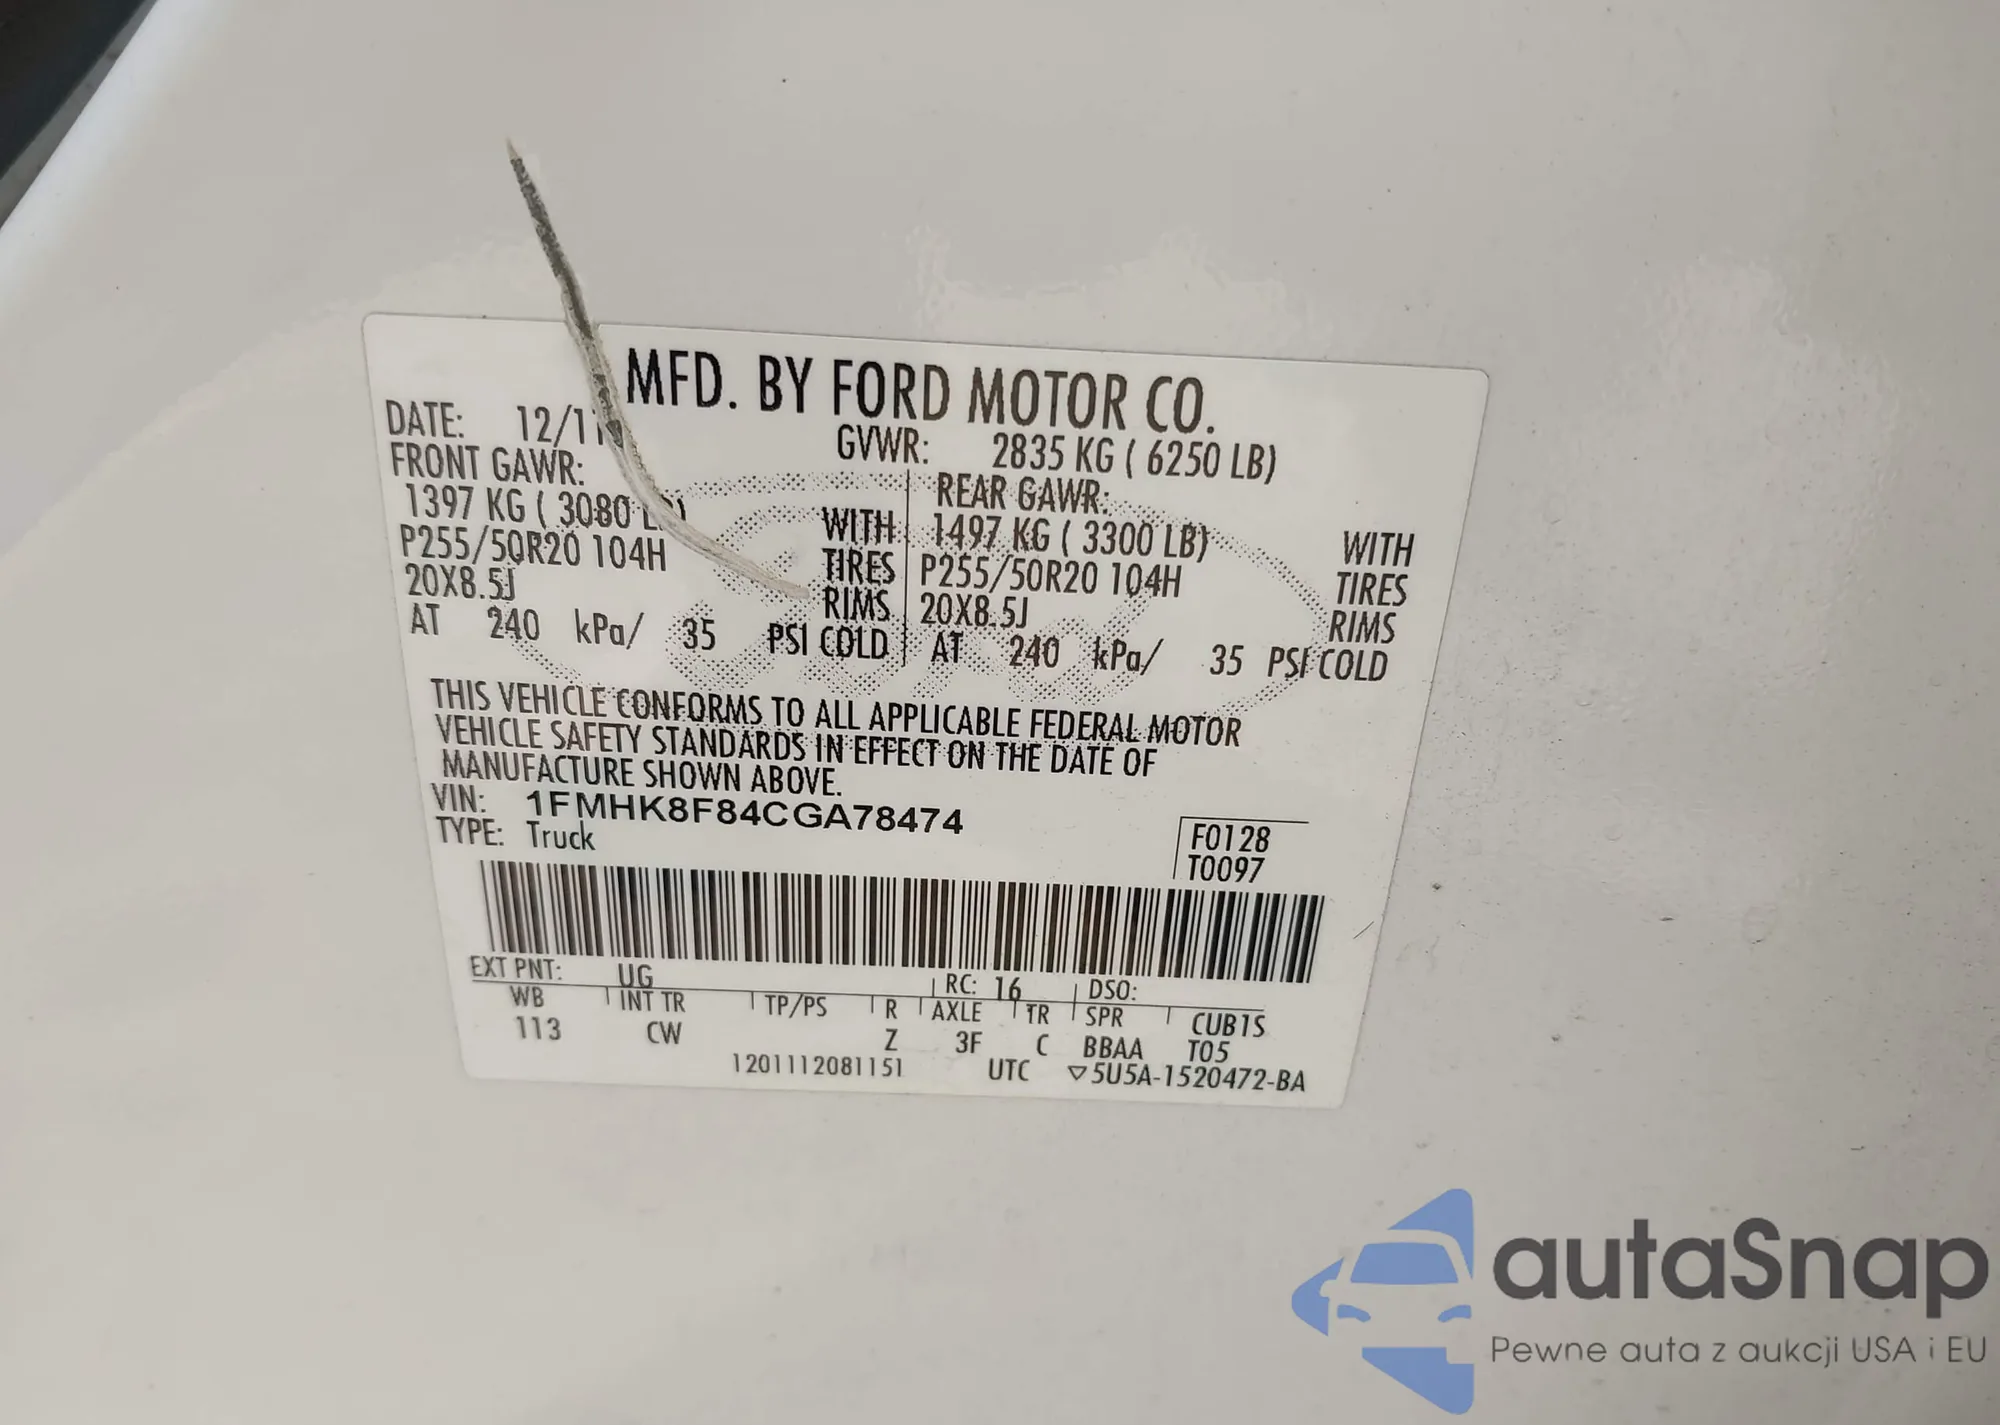 MFD. BY FORD MOTOR CO.
DATE: 12/11 GVWR: 2835 KG ( 6250 LB)
FRONT GAWR: REAR GAWR:
1397 KG ( 3080 LB) WITH 1497 KG ( 3300 LB) WITH
P255/50R20 104H TIRES P255/50R20 104H TIRES
20X8.5J RIMS 20X8.5J RIMS
AT 240 kPa/ 35 PSI COLD AT 240 kPa/ 35 PSI COLD
THIS VEHICLE CONFORMS TO ALL APPLICABLE FEDERAL MOTOR
VEHICLE SAFETY STANDARDS IN EFFECT ON THE DATE OF
MANUFACTURE SHOWN ABOVE.
VIN: 1FMHK8F84CGA78474
TYPE: Truck
F0128
T0097
EXT PNT: UG RC: 16 DSO:
WB INT TR TP/PS R AXLE TR SPR CUB1S
113 CW Z 3F C BBAA T05
1201112081151 UTC ▽5U5A-1520472-BA
autaSnap
Pewne auta z aukcji USA i EU